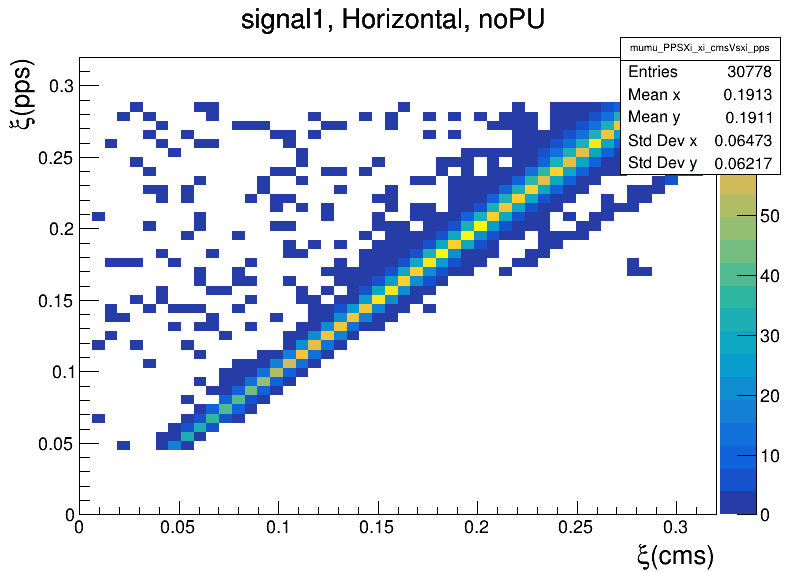 signal1, Horizontal, noPU
mumu_PPSXi_xi_cmsVsxi_pps
Entries 30778
Mean x 0.1913
Mean y 0.1911
Std Dev x 0.06473
Std Dev y 0.06217
ξ(pps)
0.3
0.25
0.2
0.15
0.1
0.05
0
50
40
30
20
10
0
0 0.05 0.1 0.15 0.2 0.25 0.3
ξ(cms)